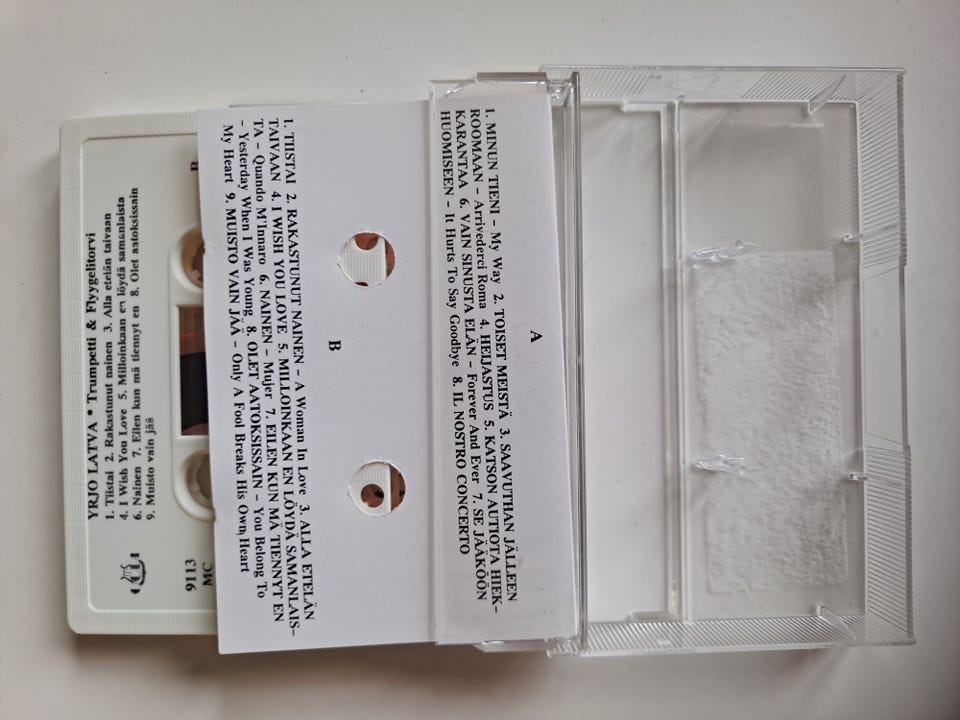 YRJO LATVA • Trumpetti & Flyygelitorvi
1. Tiistai 2. Rakastunut nainen 3. Alla etelän taivaan
4. I Wish You Love 5. Milloinkaan en löydä samanlaista
6. Nainen 7. Eilen kun mä tiennyt en 8. Olet aatoksissain
9. Muisto vain jää
9113
MC
B
A
1. MINUN TIENI – My Way 2. TOISET MEISTÄ 3. SAAVUTHAN JÄLLEEN
ROOMAAN – Arrivederci Roma 4. HEIJASTUS 5. KATSON AUTIOTA HIEK–
KARANTAA 6. VAIN SINUSTA ELÄN – Forever And Ever 7. SE JÄÄKÖÖN
HUOMISEEN – It Hurts To Say Goodbye 8. IL NOSTRO CONCERTO
B
1. TIISTAI 2. RAKASTUNUT NAINEN – A Woman In Love 3. ALLA ETELÄN
TAIVAAN 4. I WISH YOU LOVE 5. MILLOINKAAN EN LÖYDÄ SAMANLAIS–
TA – Quando M'Innaro 6. NAINEN – Mujer 7. EILEN KUN MÄ TIENNYT EN
– Yesterday When I Was Young 8. OLET AATOKSISSAIN – You Belong To
My Heart 9. MUISTO VAIN JÄÄ – Only A Fool Breaks His Own Heart